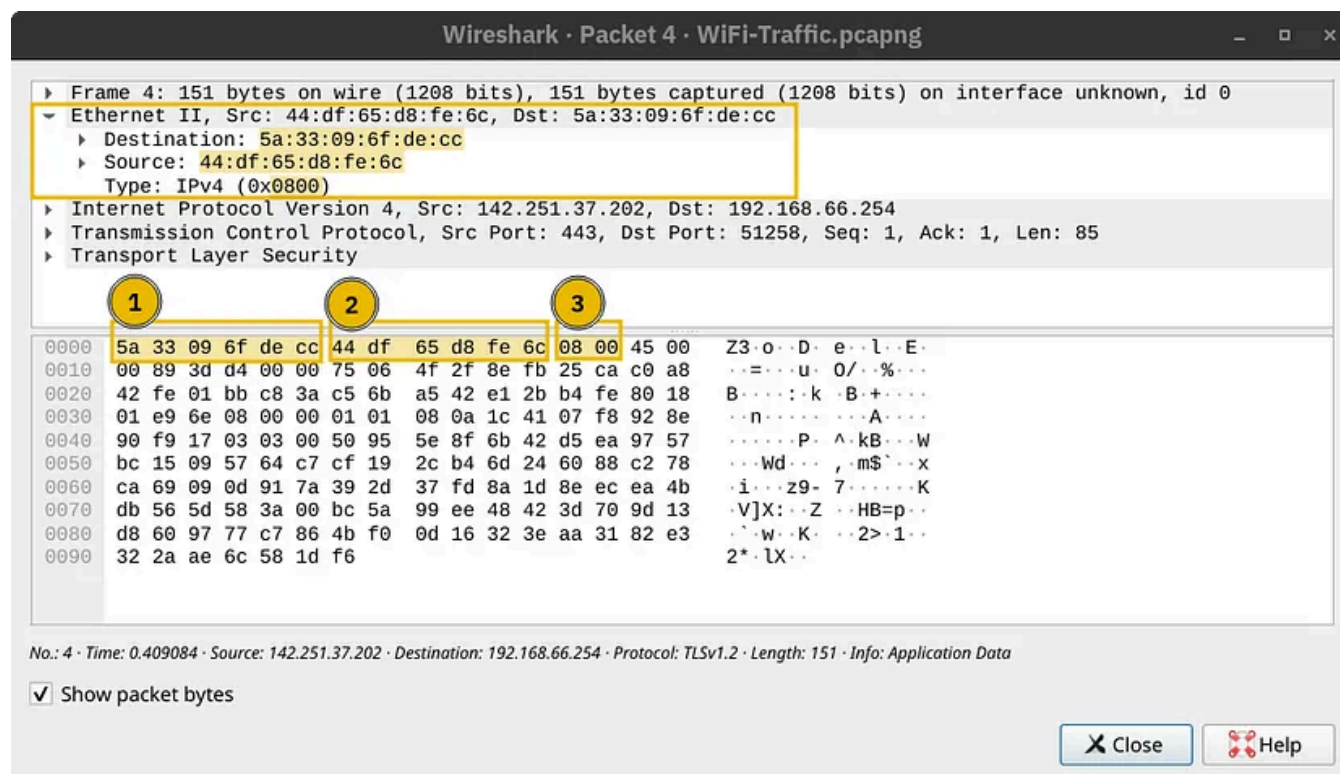 Wireshark · Packet 4 · WiFi-Traffic.pcapng
Frame 4: 151 bytes on wire (1208 bits), 151 bytes captured (1208 bits) on interface unknown, id 0
Ethernet II, Src: 44:df:65:d8:fe:6c, Dst: 5a:33:09:6f:de:cc
Destination: 5a:33:09:6f:de:cc
Source: 44:df:65:d8:fe:6c
Type: IPv4 (0x0800)
Internet Protocol Version 4, Src: 142.251.37.202, Dst: 192.168.66.254
Transmission Control Protocol, Src Port: 443, Dst Port: 51258, Seq: 1, Ack: 1, Len: 85
Transport Layer Security
1 2 3
0000 5a 33 09 6f de cc 44 df 65 d8 fe 6c 08 00 45 00 Z3·o··D· e··l··E·
0010 00 89 3d d4 00 00 75 06 4f 2f 8e fb 25 ca c0 a8 ··=···u· O/··%···
0020 42 fe 01 bb c8 3a c5 6b a5 42 e1 2b b4 fe 80 18 B····:·k ·B·+····
0030 01 e9 6e 08 00 00 01 01 08 0a 1c 41 07 f8 92 8e ··n····· ···A····
0040 90 f9 17 03 03 00 50 95 5e 8f 6b 42 d5 ea 97 57 ······P· ^·kB···W
0050 bc 15 09 57 64 c7 cf 19 2c b4 6d 24 60 88 c2 78 ···Wd··· ,·m$`··x
0060 ca 69 09 0d 91 7a 39 2d 37 fd 8a 1d 8e ec ea 4b ·i···z9- 7······K
0070 db 56 5d 58 3a 00 bc 5a 99 ee 48 42 3d 70 9d 13 ·V]X:··Z ··HB=p··
0080 d8 60 97 77 c7 86 4b f0 0d 16 32 3e aa 31 82 e3 ·`·w··K· ··2>·1··
0090 32 2a ae 6c 58 1d f6 2*·lX··
No.: 4 · Time: 0.409084 · Source: 142.251.37.202 · Destination: 192.168.66.254 · Protocol: TLSv1.2 · Length: 151 · Info: Application Data
Show packet bytes
Close Help